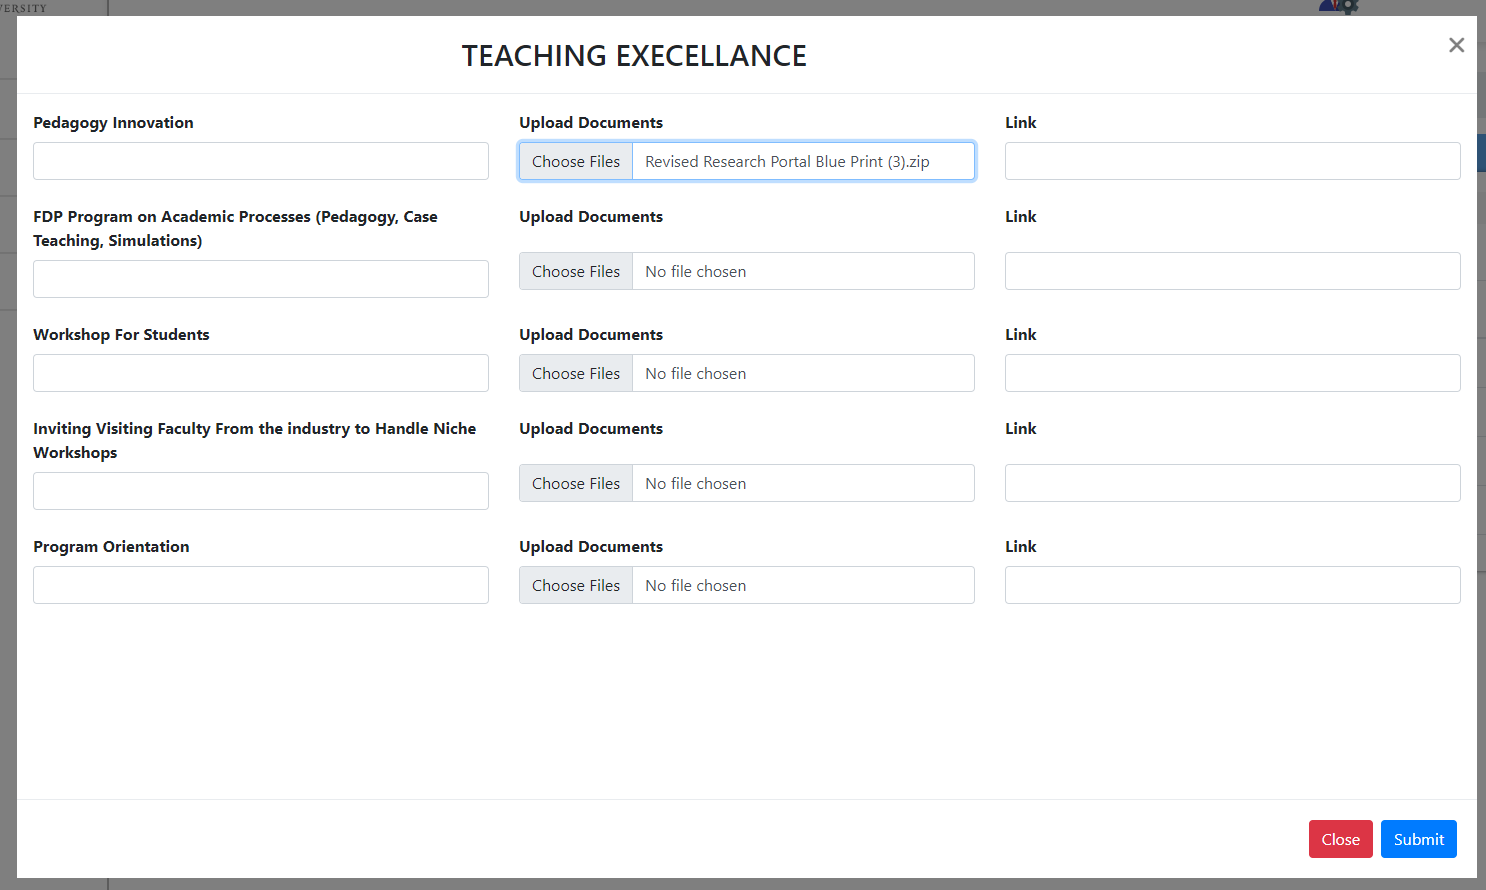 TEACHING EXECELLANCE
Pedagogy Innovation
Upload Documents
Link
Choose Files Revised Research Portal Blue Print (3).zip
FDP Program on Academic Processes (Pedagogy, Case
Teaching, Simulations)
Upload Documents
Link
Choose Files No file chosen
Workshop For Students
Upload Documents
Link
Choose Files No file chosen
Inviting Visiting Faculty From the industry to Handle Niche
Workshops
Upload Documents
Link
Choose Files No file chosen
Program Orientation
Upload Documents
Link
Choose Files No file chosen
Close Submit